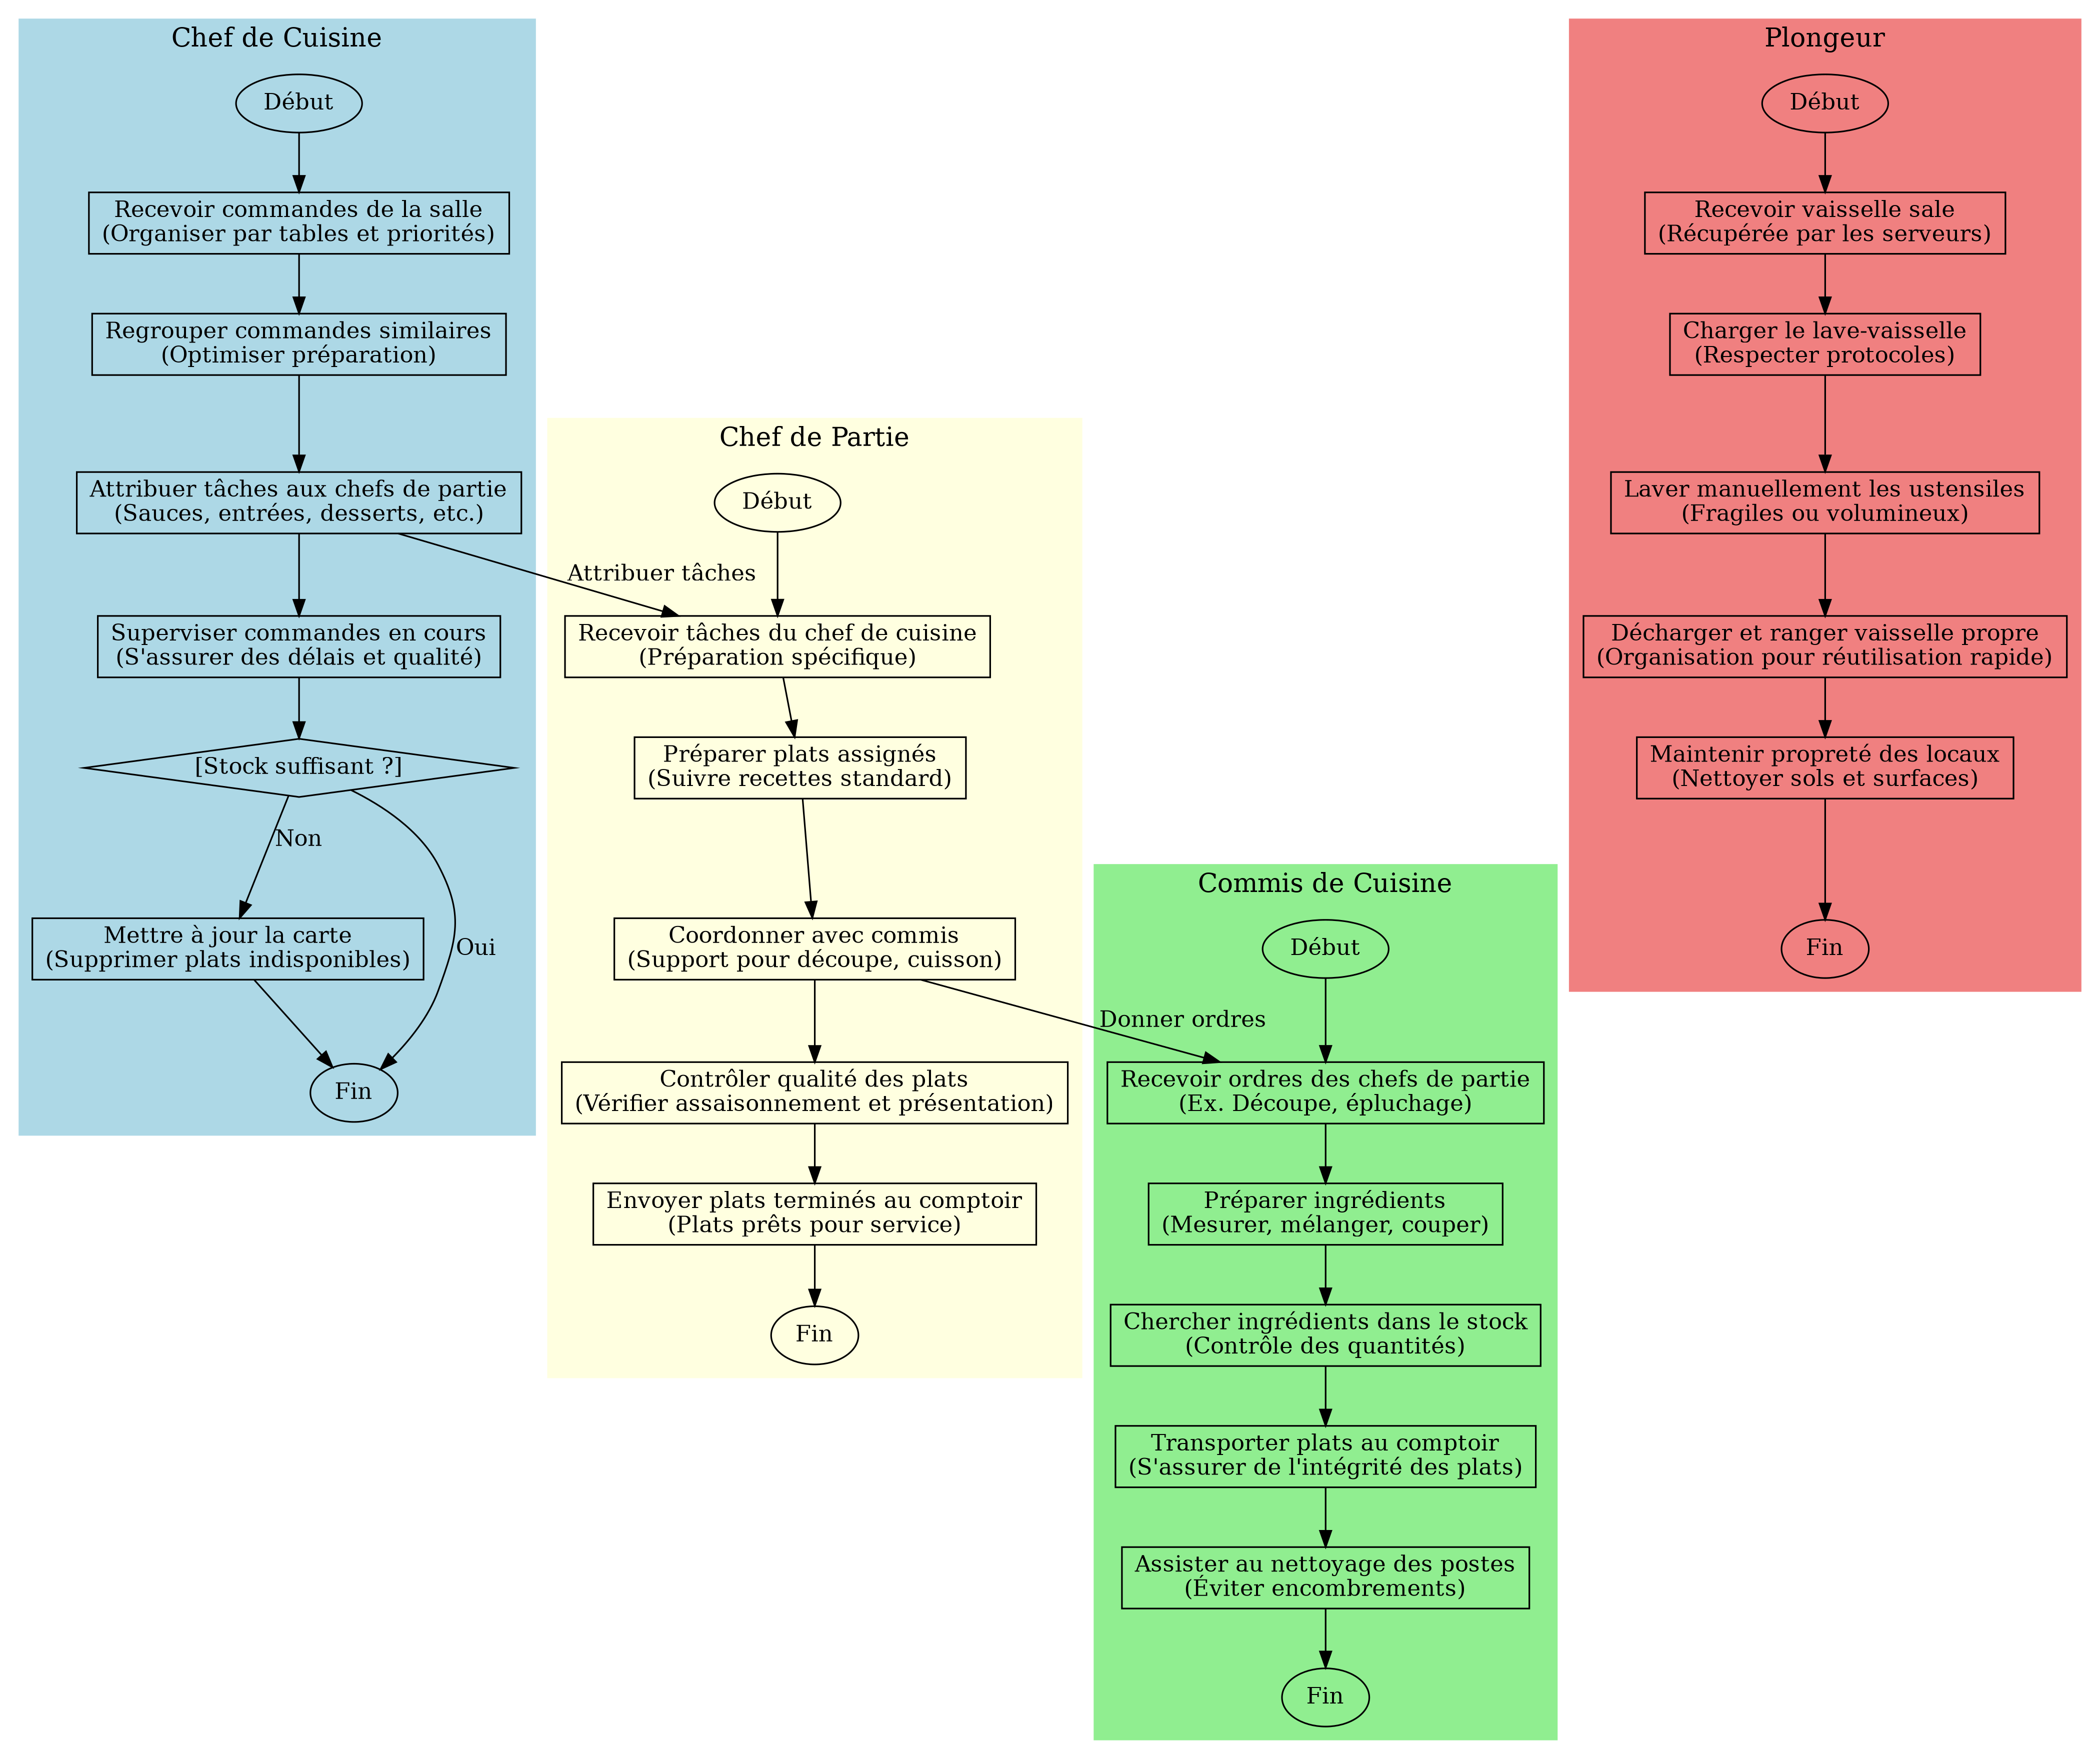 Chef de Cuisine
Début
Recevoir commandes de la salle
(Organiser par tables et priorités)
Regrouper commandes similaires
(Optimiser préparation)
Attribuer tâches aux chefs de partie
(Sauces, entrées, desserts, etc.)
Attribuer tâches
Superviser commandes en cours
(S'assurer des délais et qualité)
[Stock suffisant ?]
Non
Oui
Mettre à jour la carte
(Supprimer plats indisponibles)
Fin
Chef de Partie
Début
Recevoir tâches du chef de cuisine
(Préparation spécifique)
Préparer plats assignés
(Suivre recettes standard)
Coordonner avec commis
(Support pour découpe, cuisson)
Donner ordres
Contrôler qualité des plats
(Vérifier assaisonnement et présentation)
Envoyer plats terminés au comptoir
(Plats prêts pour service)
Fin
Commis de Cuisine
Début
Recevoir ordres des chefs de partie
(Ex. Découpe, épluchage)
Préparer ingrédients
(Mesurer, mélanger, couper)
Chercher ingrédients dans le stock
(Contrôle des quantités)
Transporter plats au comptoir
(S'assurer de l'intégrité des plats)
Assister au nettoyage des postes
(Éviter encombrements)
Fin
Plongeur
Début
Recevoir vaisselle sale
(Récupérée par les serveurs)
Charger le lave-vaisselle
(Respecter protocoles)
Laver manuellement les ustensiles
(Fragiles ou volumineux)
Décharger et ranger vaisselle propre
(Organisation pour réutilisation rapide)
Maintenir propreté des locaux
(Nettoyer sols et surfaces)
Fin